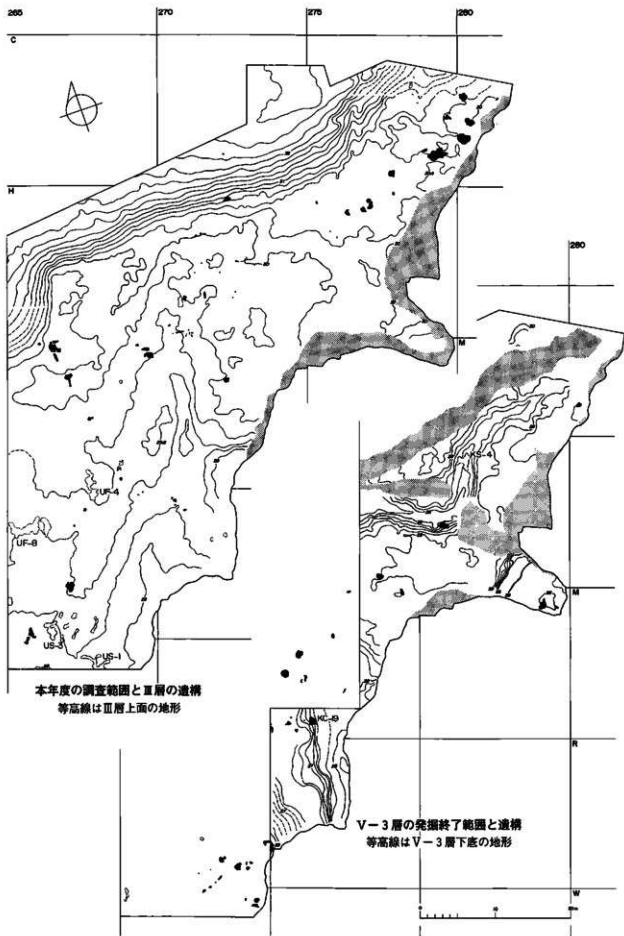 265
270
275
280
C
H
M
280
KS-4
UF-4
UF-8
M
US-3
US-1
本年度の調査範囲とⅢ層の遺構
等高線はⅢ層上面の地形
KC-19
R
Ⅴ−3層の発掘終了範囲と遺構
等高線はⅤ−3層下底の地形
W